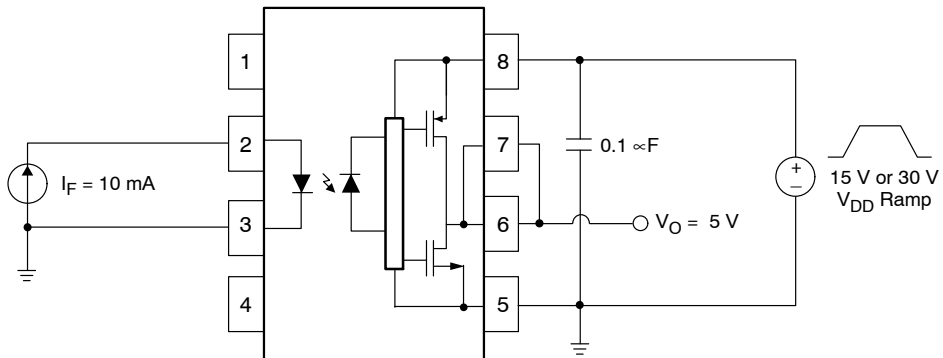 1
2
3
4
8
7
6
5
I_F = 10 mA
0.1 ∝F
V_O = 5 V
+
–
15 V or 30 V
V_DD Ramp